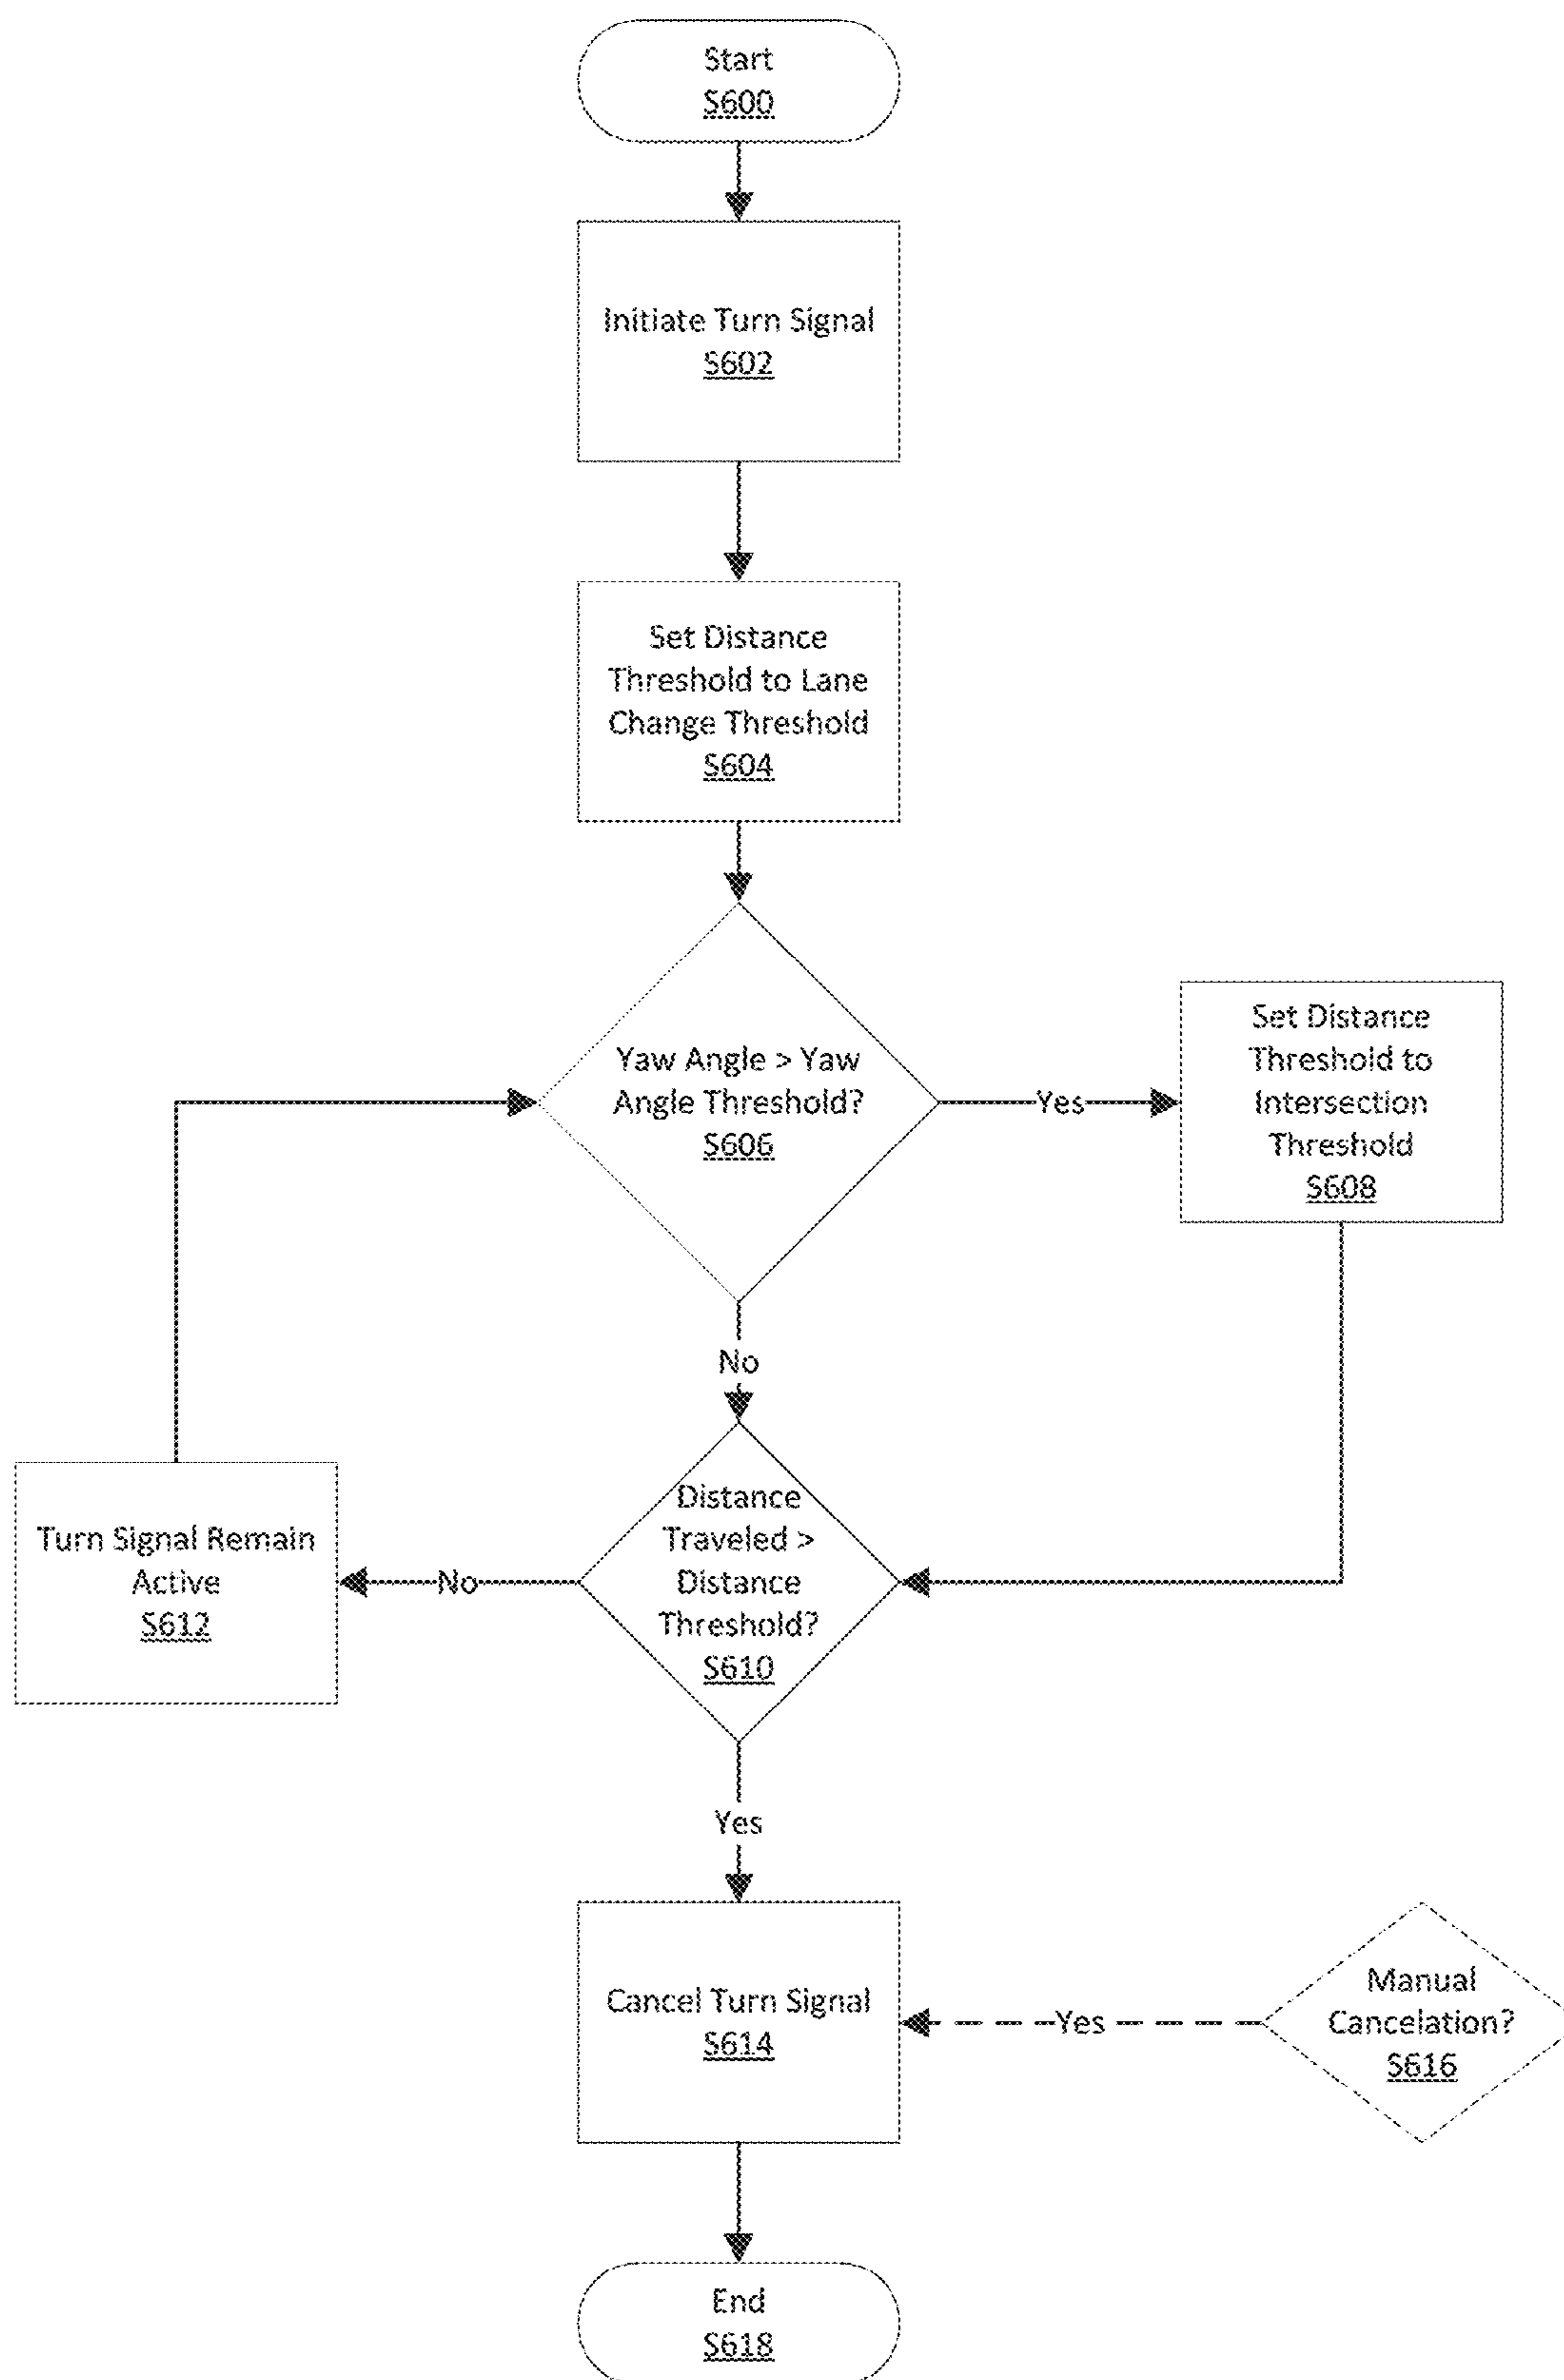 Start
S600
Initiate Turn Signal
S602
Set Distance
Threshold to Lane
Change Threshold
S604
Yaw Angle > Yaw
Angle Threshold?
S606
Yes
Set Distance
Threshold to
Intersection
Threshold
S608
No
Distance
Traveled >
Distance
Threshold?
S610
No
Turn Signal Remain
Active
S612
Yes
Cancel Turn Signal
S614
Yes
Manual
Cancelation?
S616
End
S618